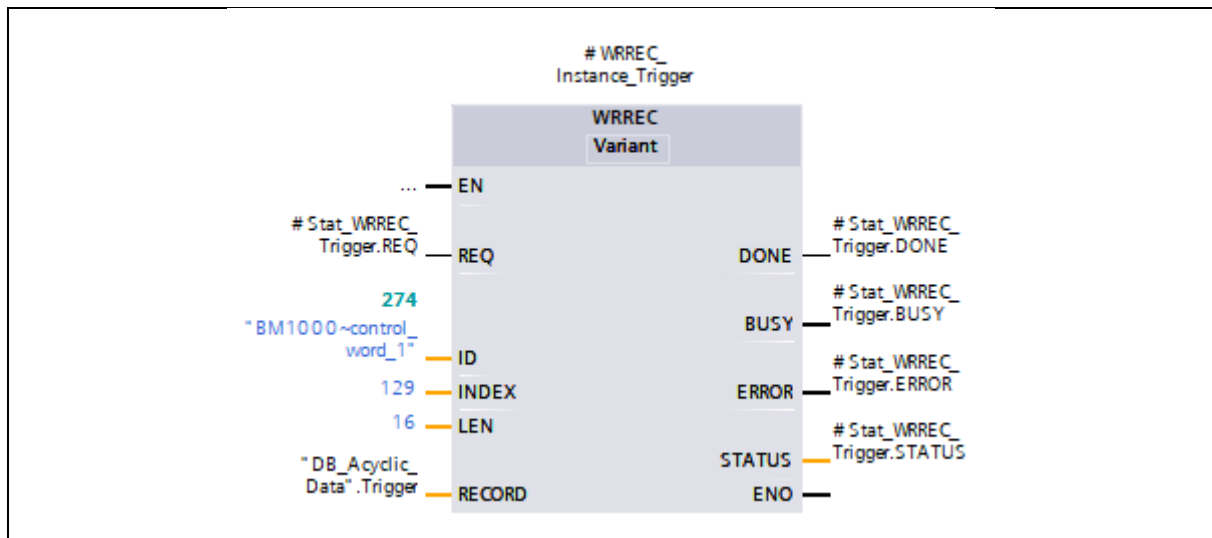 # WRREC_
Instance_Trigger
WRREC
Variant
... EN
# Stat_WRREC_
Trigger.REQ
REQ
# Stat_WRREC_
Trigger.DONE
DONE
274
"BM1000~control_
word_1"
ID
# Stat_WRREC_
Trigger.BUSY
BUSY
129 INDEX
# Stat_WRREC_
Trigger.ERROR
ERROR
16 LEN
# Stat_WRREC_
Trigger.STATUS
STATUS
"DB_Acyclic_
Data".Trigger
RECORD
ENO